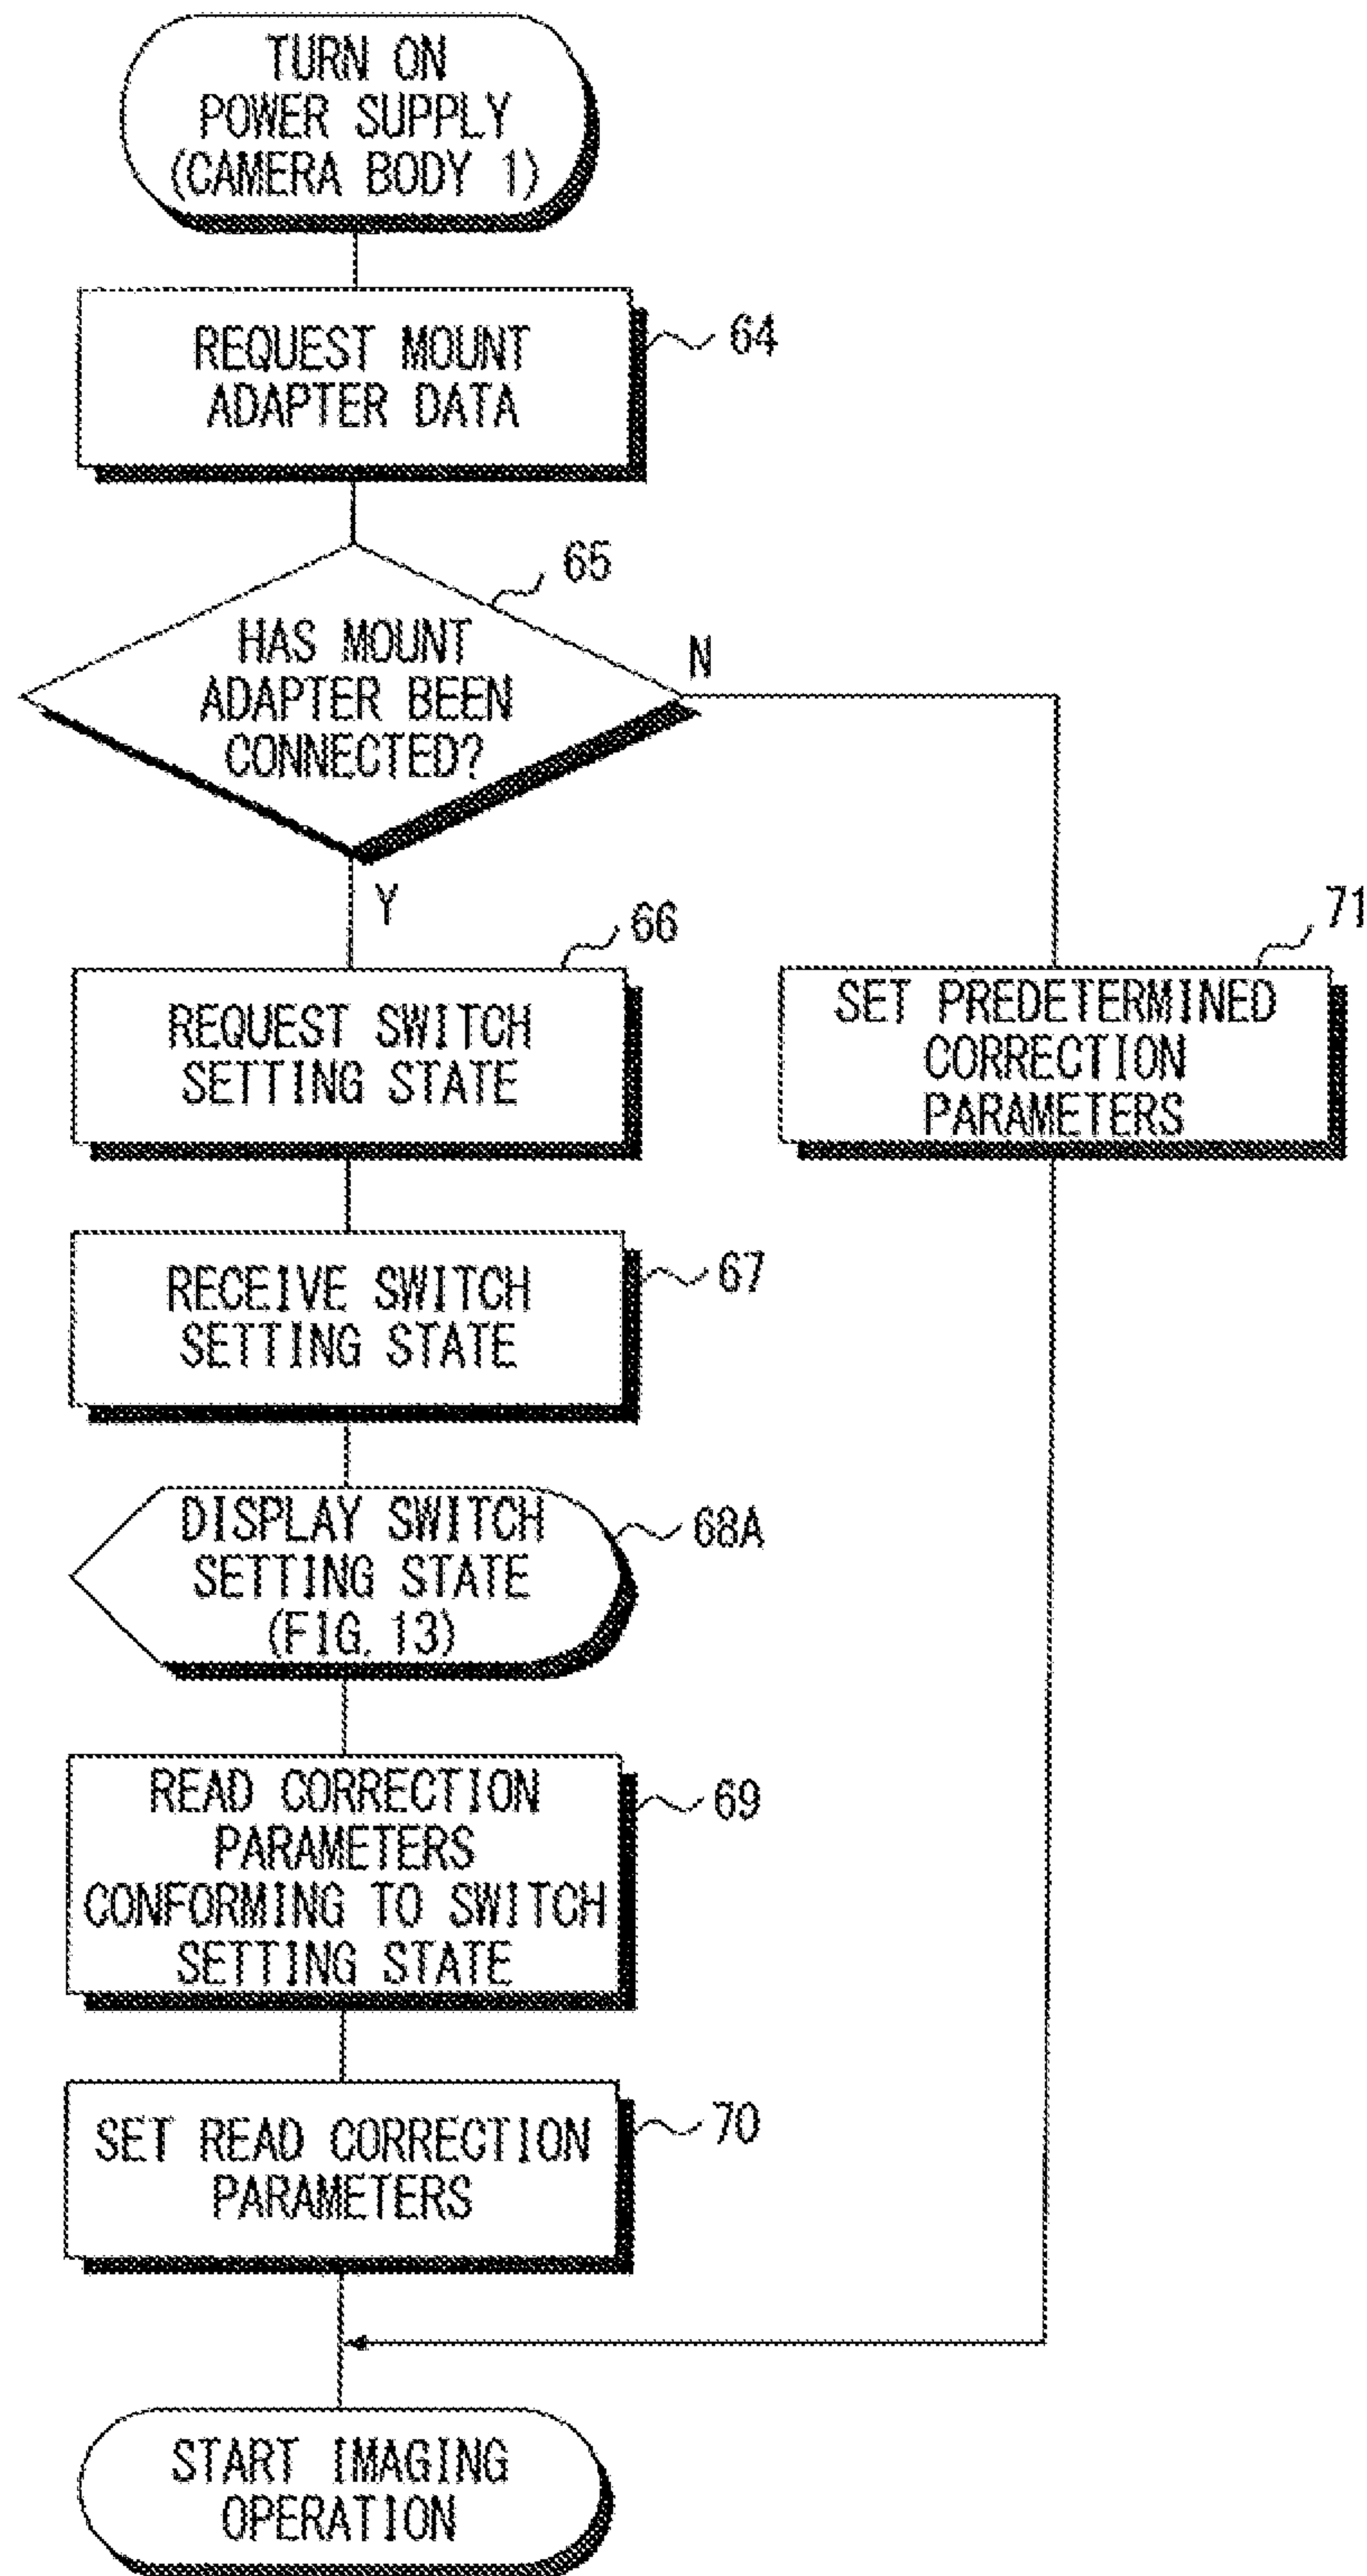 TURN ON
POWER SUPPLY
(CAMERA BODY 1)
REQUEST MOUNT
ADAPTER DATA
64
65
HAS MOUNT
ADAPTER BEEN
CONNECTED?
N
Y
66
REQUEST SWITCH
SETTING STATE
71
SET PREDETERMINED
CORRECTION
PARAMETERS
RECEIVE SWITCH
SETTING STATE
67
DISPLAY SWITCH
SETTING STATE
(FIG. 13)
68A
READ CORRECTION
PARAMETERS
CONFORMING TO SWITCH
SETTING STATE
69
SET READ CORRECTION
PARAMETERS
70
START IMAGING
OPERATION